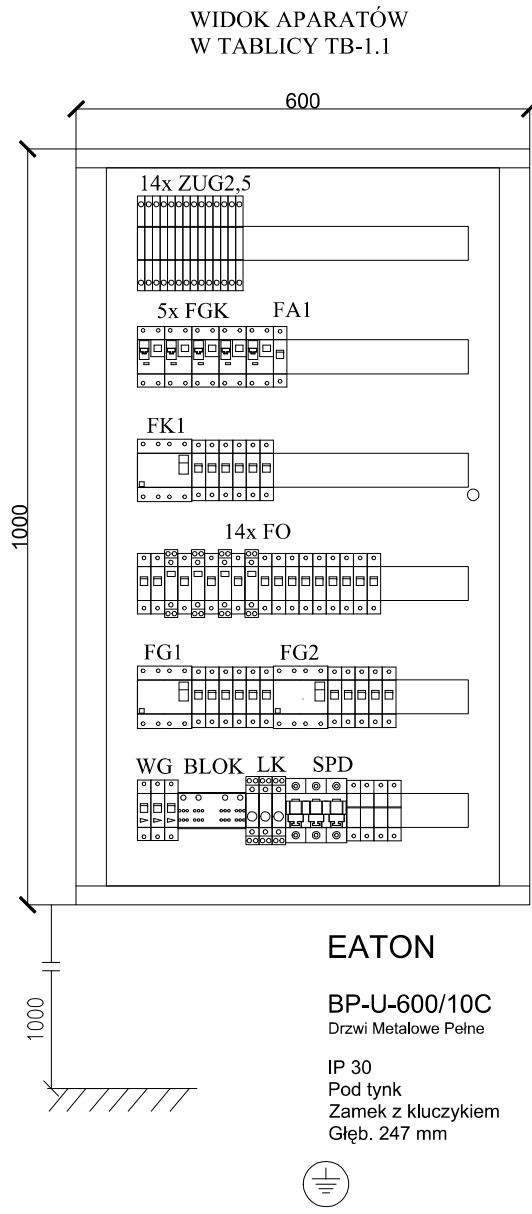 WIDOK APARATÓW
W TABLICY TB-1.1
600
14x ZUG2,5
5x FGK FA1
FK1
1000
14x FO
FG1 FG2
WG BLOK LK SPD
EATON
1000
BP-U-600/10C
Drzwi Metalowe Pełne
IP 30
Pod tynk
Zamek z kluczykiem
Głęb. 247 mm